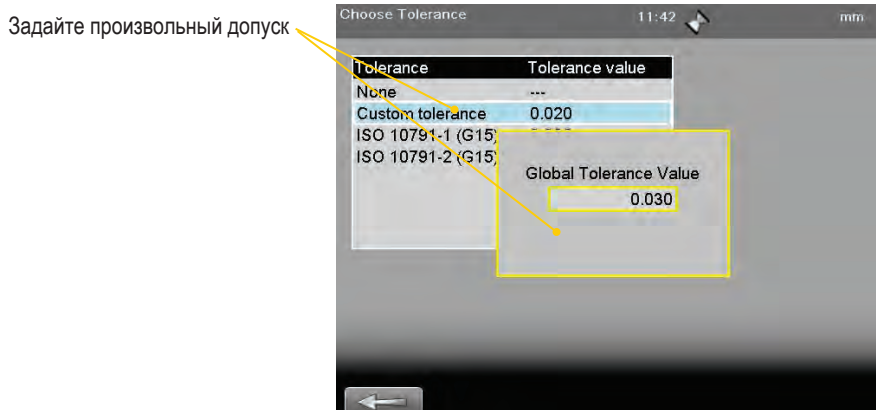 Задайте произвольный допуск
Choose Tolerance 11:42 mm
Tolerance Tolerance value
None ---
Custom tolerance 0.020
ISO 10791-1 (G15)
ISO 10791-2 (G15)
Global Tolerance Value
0.030